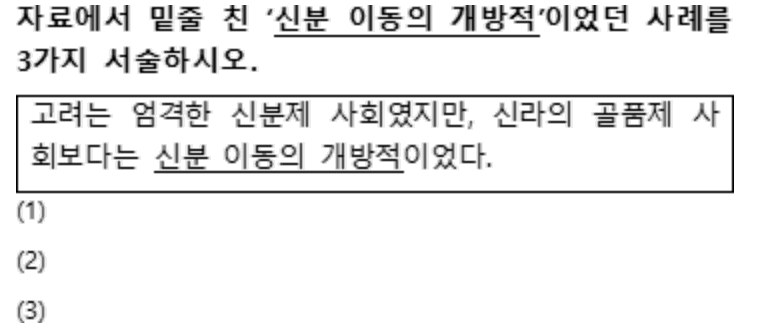 자료에서 밑줄 친 ‘신분 이동의 개방적’이었던 사례를
3가지 서술하시오.
고려는 엄격한 신분제 사회였지만, 신라의 골품제 사
회보다는 신분 이동의 개방적이었다.
(1)
(2)
(3)